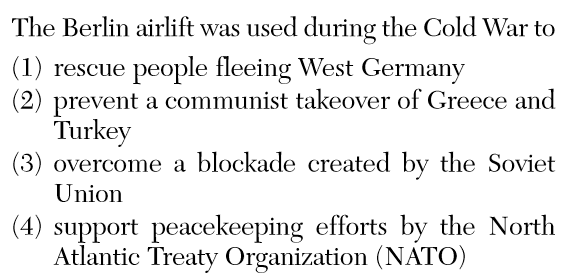 The Berlin airlift was used during the Cold War to
(1) rescue people fleeing West Germany
(2) prevent a communist takeover of Greece and
Turkey
(3) overcome a blockade created by the Soviet
Union
(4) support peacekeeping efforts by the North
Atlantic Treaty Organization (NATO)